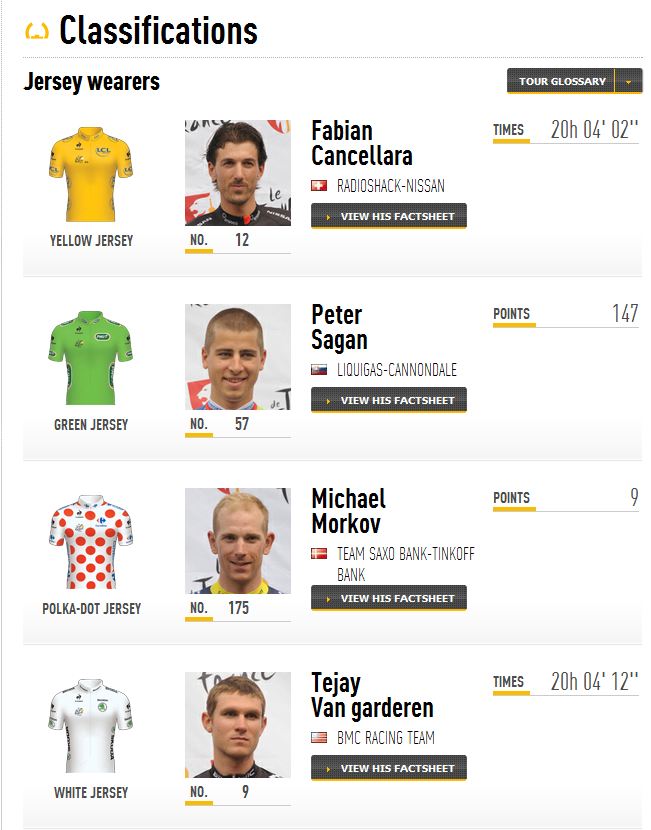 Classifications
Jersey wearers
TOUR GLOSSARY
LCL
YELLOW JERSEY
NO. 12
Fabian
Cancellara
RADIOSHACK-NISSAN
VIEW HIS FACTSHEET
TIMES 20h 04' 02''
GREEN JERSEY
NO. 57
Peter
Sagan
LIQUIGAS-CANNONDALE
VIEW HIS FACTSHEET
POINTS 147
POLKA-DOT JERSEY
NO. 175
Michael
Morkov
TEAM SAXO BANK-TINKOFF
BANK
VIEW HIS FACTSHEET
POINTS 9
WHITE JERSEY
NO. 9
Tejay
Van garderen
BMC RACING TEAM
VIEW HIS FACTSHEET
TIMES 20h 04' 12''